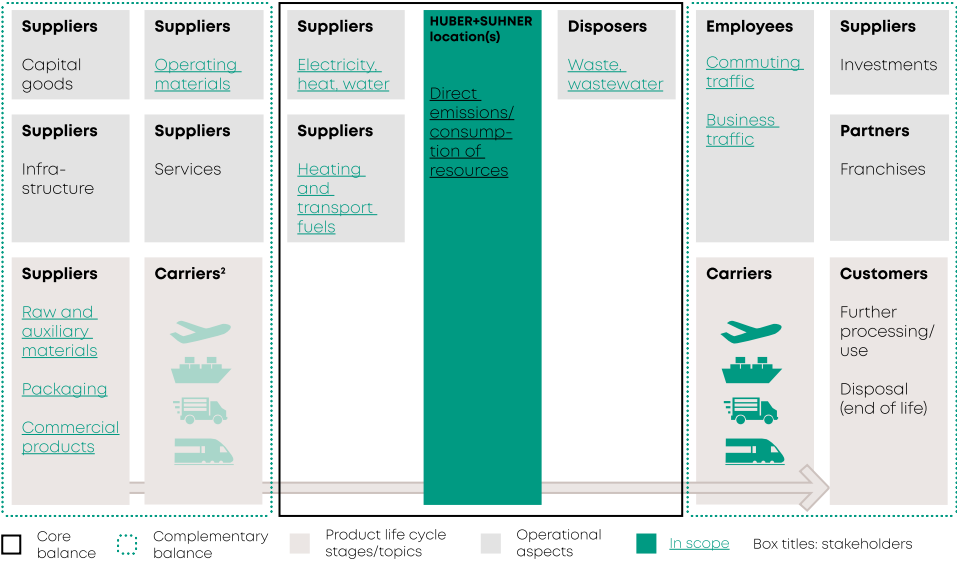 Suppliers
Capital
goods
Suppliers
Operating
materials
Suppliers
Electricity,
heat, water
HUBER+SUHNER
location(s)
Direct
emissions/
consump-
tion of
resources
Disposers
Waste,
wastewater
Employees
Commuting
traffic
Business
traffic
Suppliers
Investments
Suppliers
Infra-
structure
Suppliers
Services
Suppliers
Heating
and
transport
fuels
Partners
Franchises
Suppliers
Raw and
auxiliary
materials
Packaging
Commercial
products
Carriers²
Carriers
Customers
Further
processing/
use
Disposal
(end of life)
Core
balance
Complementary
balance
Product life cycle
stages/topics
Operational
aspects
In scope
Box titles: stakeholders